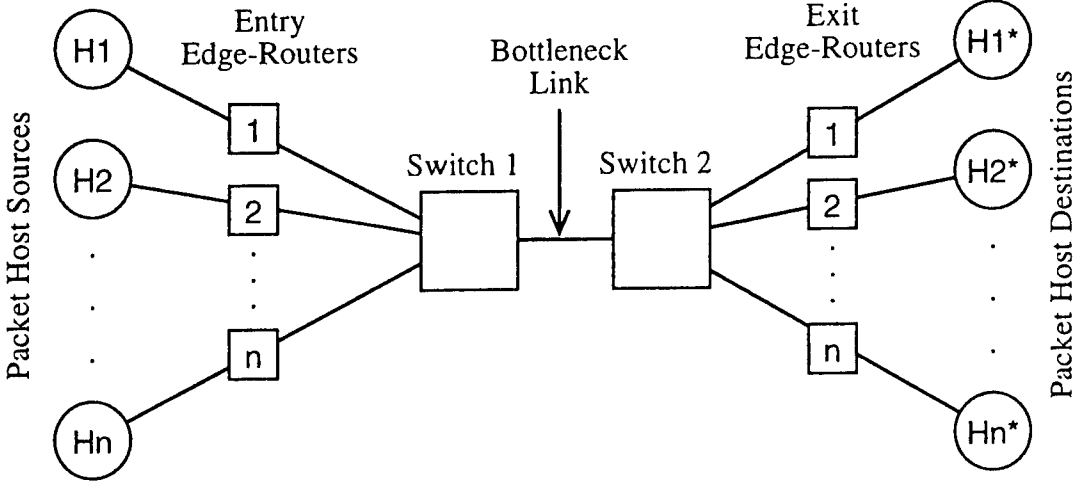 Entry
Edge-Routers
Exit
Edge-Routers
Bottleneck
Link
Switch 1
Switch 2
Packet Host Sources
H1
H2
Hn
1
2
n
1
2
n
H1*
H2*
Hn*
Packet Host Destinations